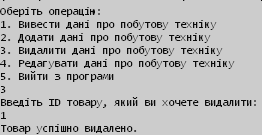 Оберіть операцію:
1. Вивести дані про побутову техніку
2. Додати дані про побутову техніку
3. Видалити дані про побутову техніку
4. Редагувати дані про побутову техніку
5. Вийти з програми
3
Введіть ID товару, який ви хочете видалити:
1
Товар успішно видалено.